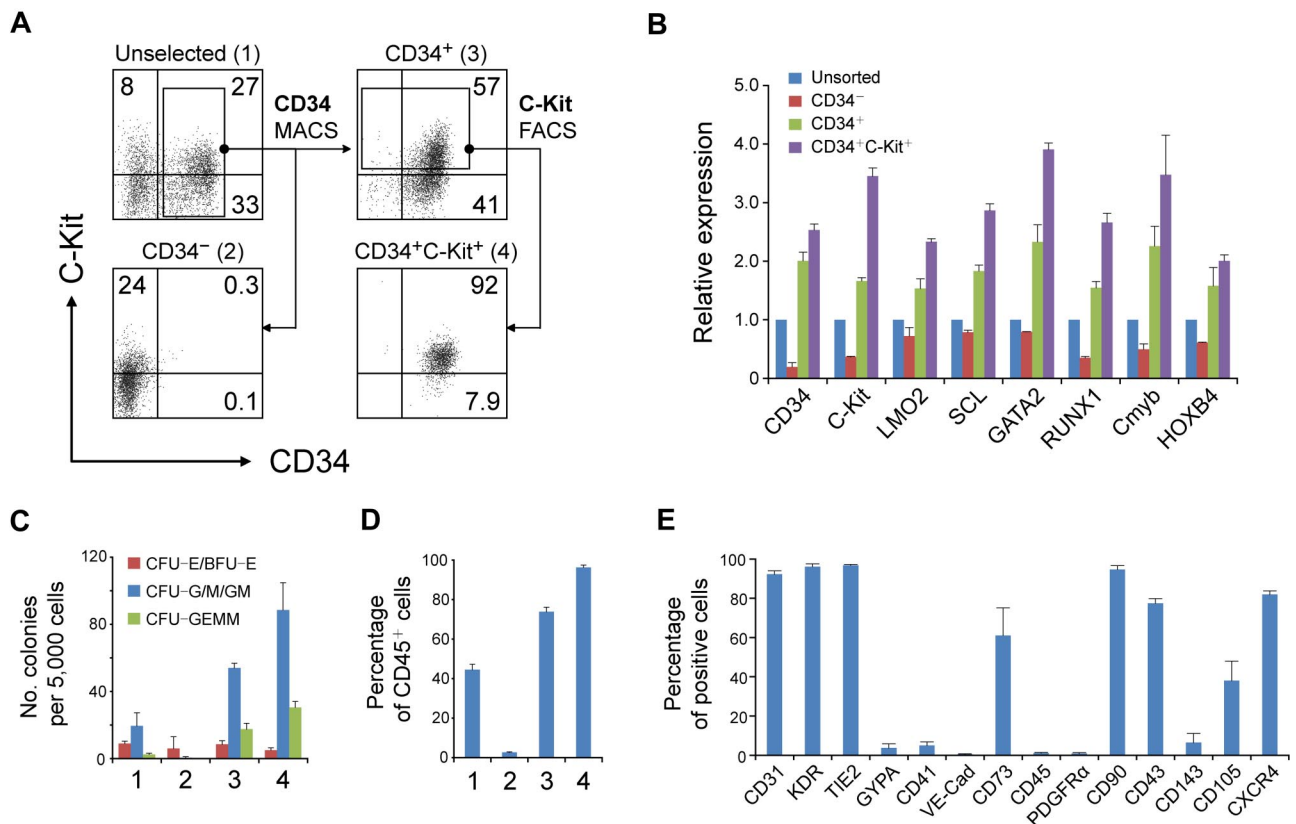 A
Unselected (1)
8
27
33
CD34
MACS
CD34⁺ (3)
57
41
C-Kit
FACS
CD34⁻ (2)
24
0.3
0.1
CD34⁺C-Kit⁺ (4)
92
7.9
C-Kit
CD34
B
Relative expression
5.0
4.0
3.0
2.0
1.0
0
Unsorted
CD34⁻
CD34⁺
CD34⁺C-Kit⁺
CD34
C-Kit
LMO2
SCL
GATA2
RUNX1
Cmyb
HOXB4
C
No. colonies
per 5,000 cells
120
80
40
0
CFU-E/BFU-E
CFU-G/M/GM
CFU-GEMM
1 2 3 4
D
Percentage
of CD45⁺ cells
100
80
60
40
20
0
1 2 3 4
E
Percentage
of positive cells
100
80
60
40
20
0
CD31
KDR
TIE2
GYPA
CD41
VE-Cad
CD73
CD45
PDGFRα
CD90
CD43
CD143
CD105
CXCR4